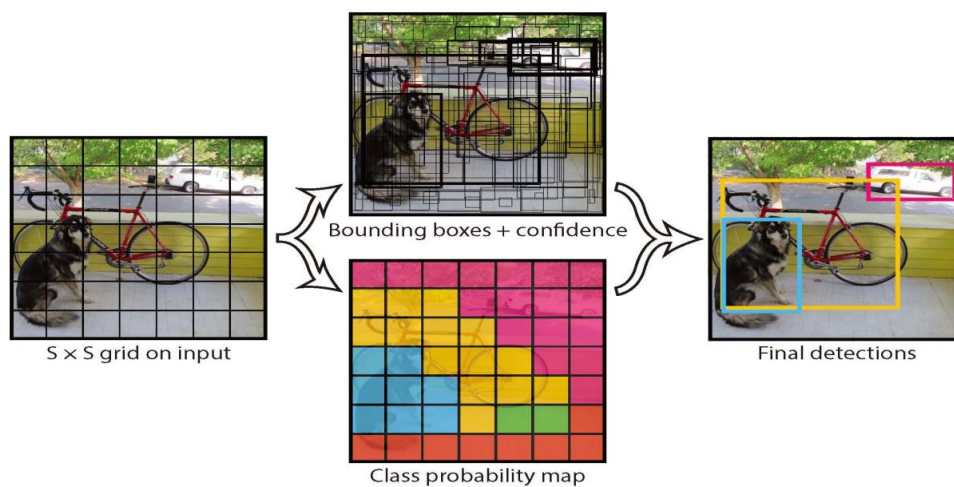 Bounding boxes + confidence
S × S grid on input
Final detections
Class probability map